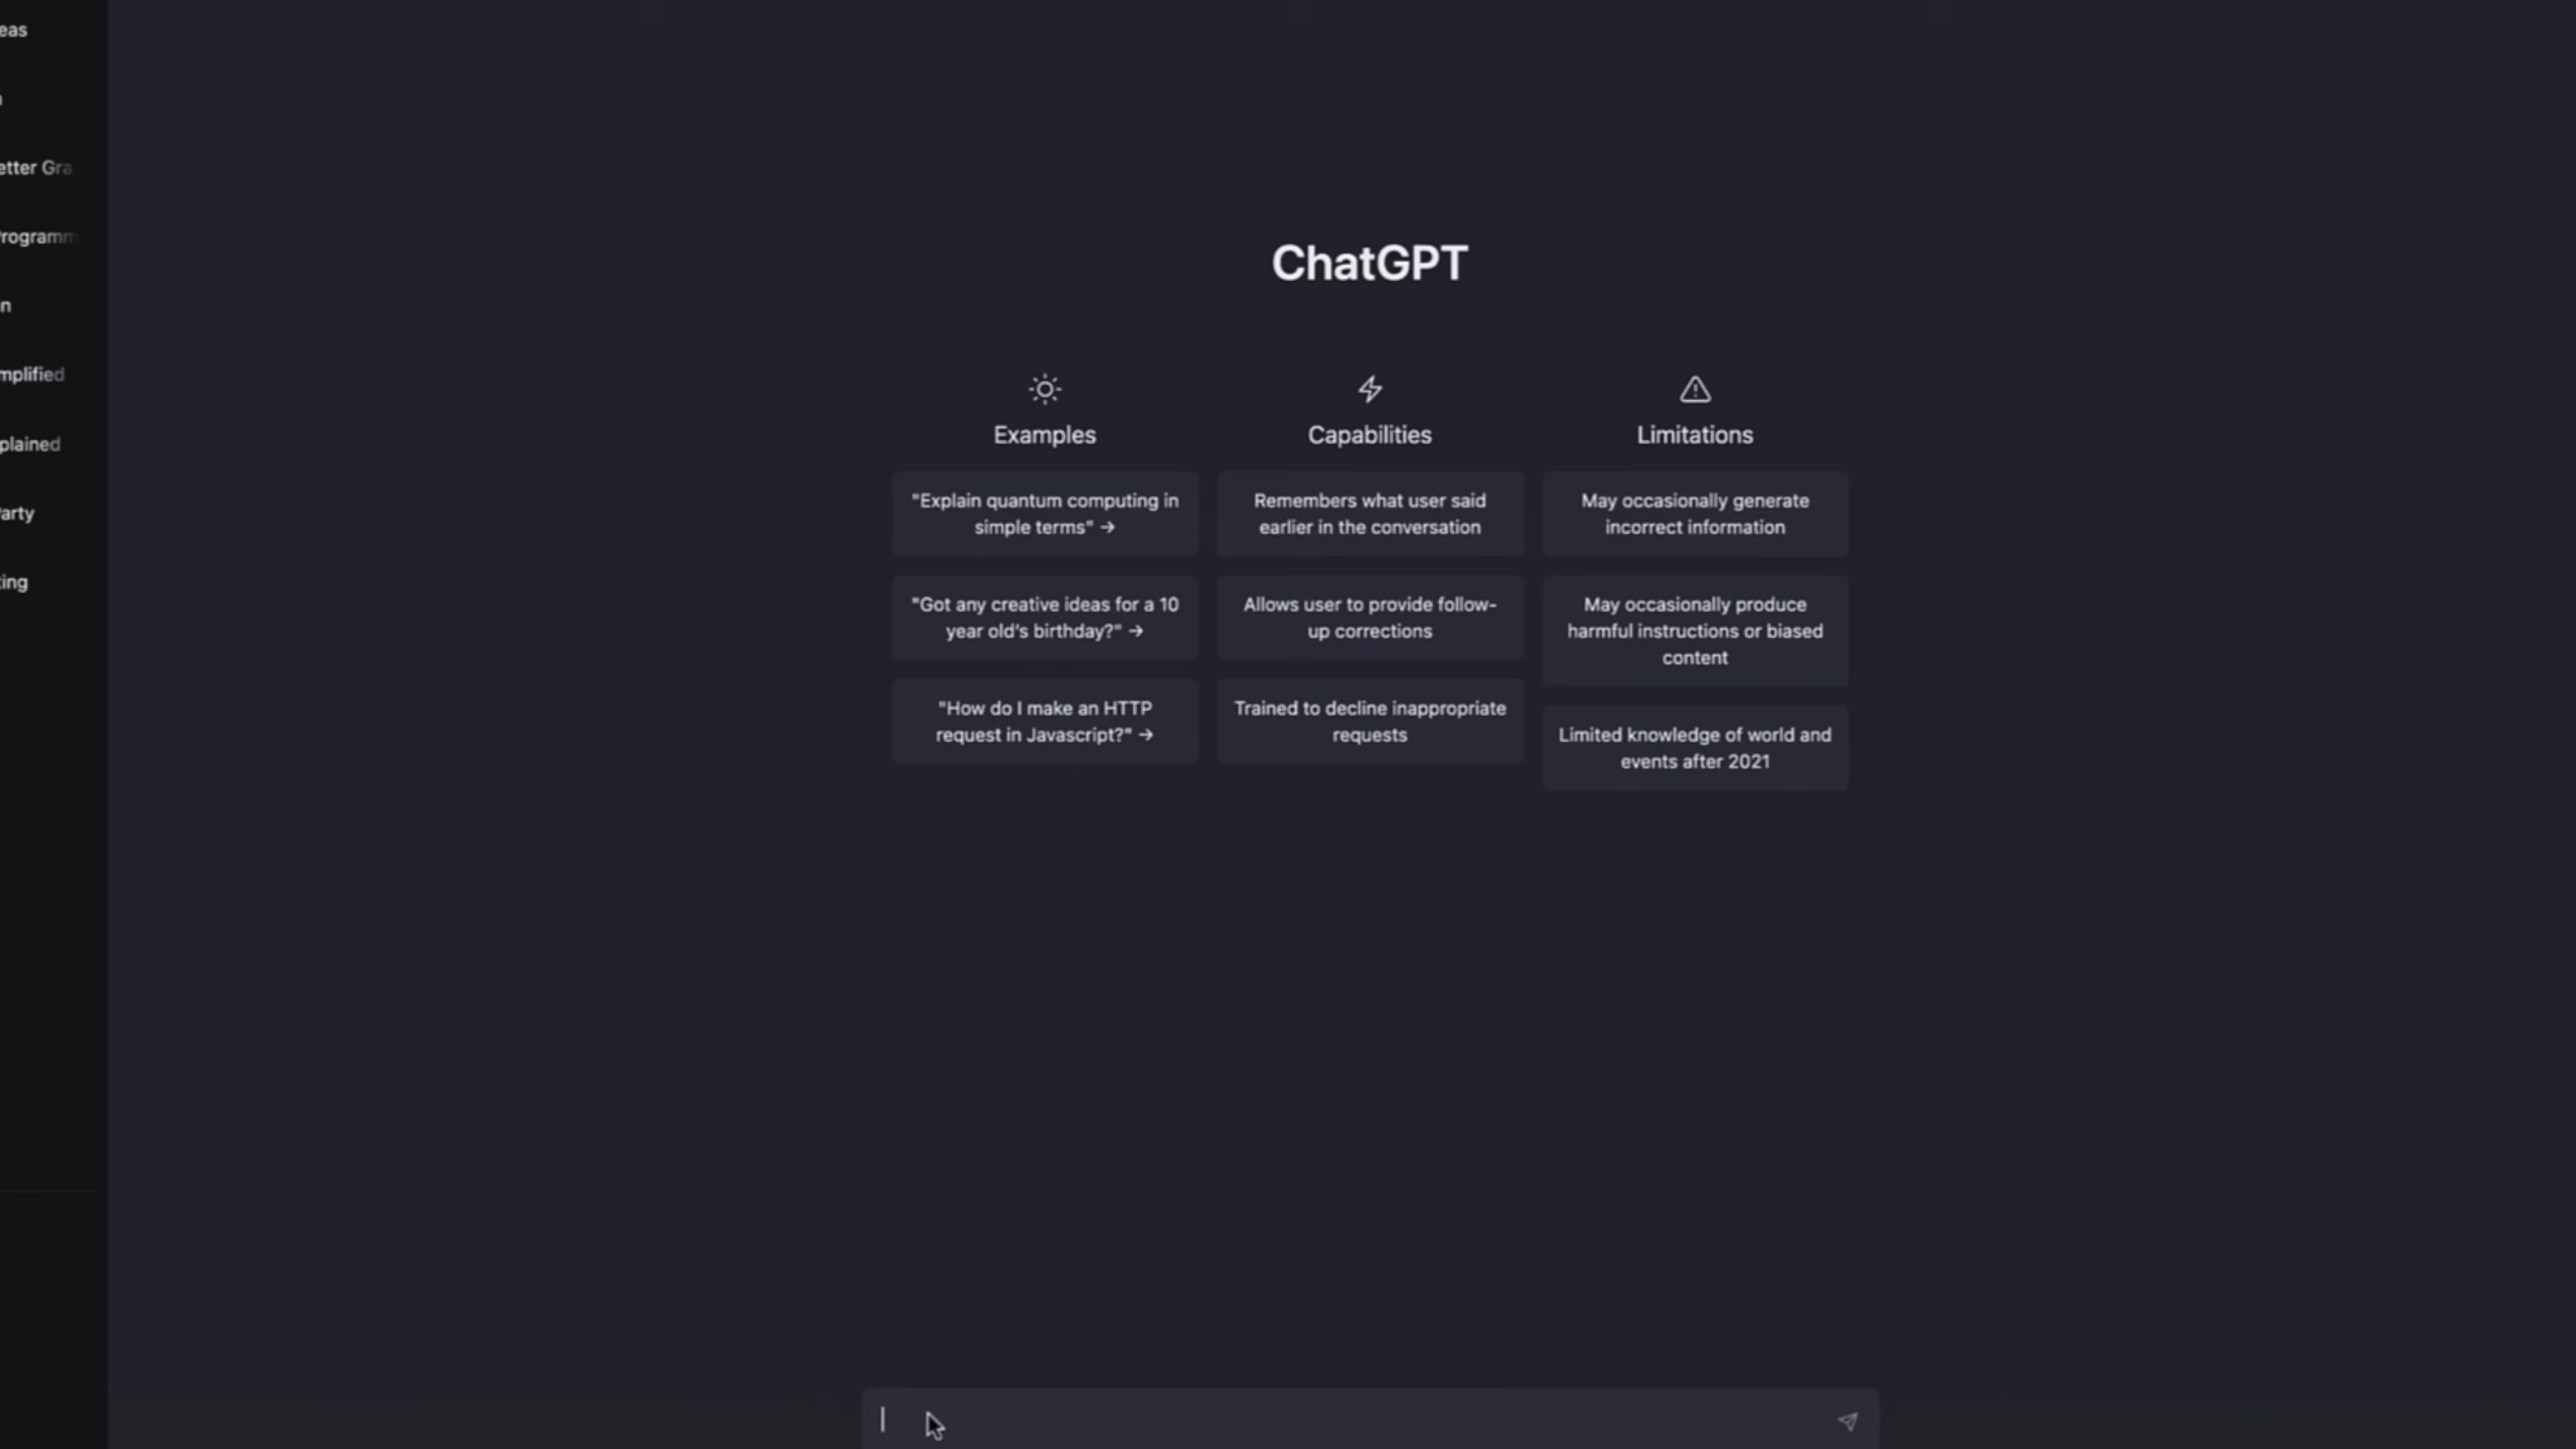 eas
etter Gra
rogramm
n
mplified
plained
arty
ting
ChatGPT
Examples
"Explain quantum computing in
simple terms" →
"Got any creative ideas for a 10
year old's birthday?" →
"How do I make an HTTP
request in Javascript?" →
Capabilities
Remembers what user said
earlier in the conversation
Allows user to provide follow-
up corrections
Trained to decline inappropriate
requests
Limitations
May occasionally generate
incorrect information
May occasionally produce
harmful instructions or biased
content
Limited knowledge of world and
events after 2021